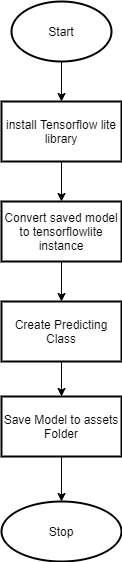 Start
install Tensorflow lite
library
Convert saved model
to tensorflowlite
instance
Create Predicting
Class
Save Model to assets
Folder
Stop